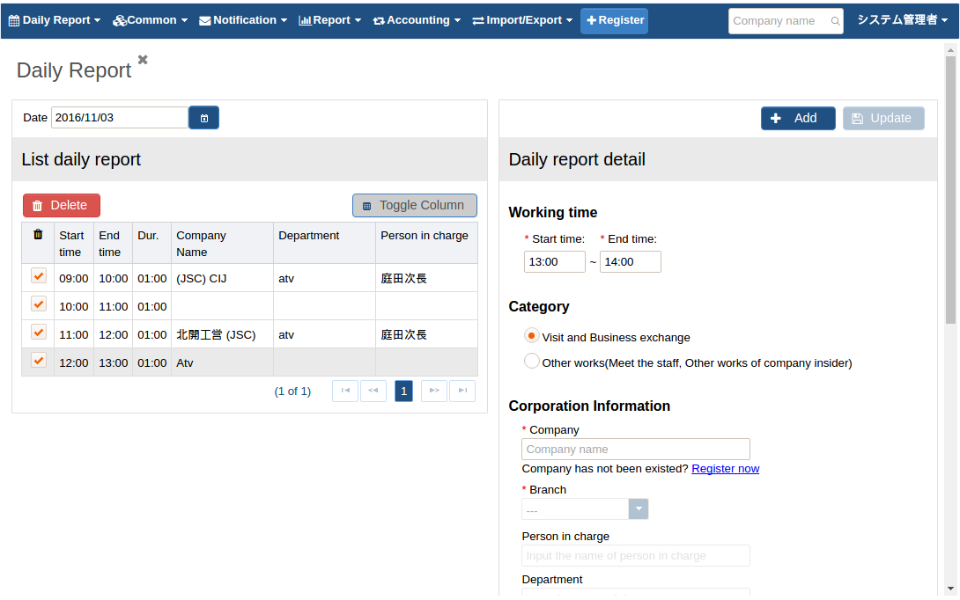 Daily Report Common Notification Report Accounting Import/Export Register Company name システム管理者
Daily Report
Date 2016/11/03
List daily report
Delete Toggle Column
Start time End time Dur. Company Name Department Person in charge
09:00 10:00 01:00 (JSC) CIJ atv 庭田次長
10:00 11:00 01:00
11:00 12:00 01:00 北開工営 (JSC) atv 庭田次長
12:00 13:00 01:00 Atv
(1 of 1) 1
Add Update
Daily report detail
Working time
* Start time: * End time:
13:00 ~ 14:00
Category
Visit and Business exchange
Other works(Meet the staff, Other works of company insider)
Corporation Information
* Company
Company name
Company has not been existed? Register now
* Branch
---
Person in charge
Input the name of person in charge
Department